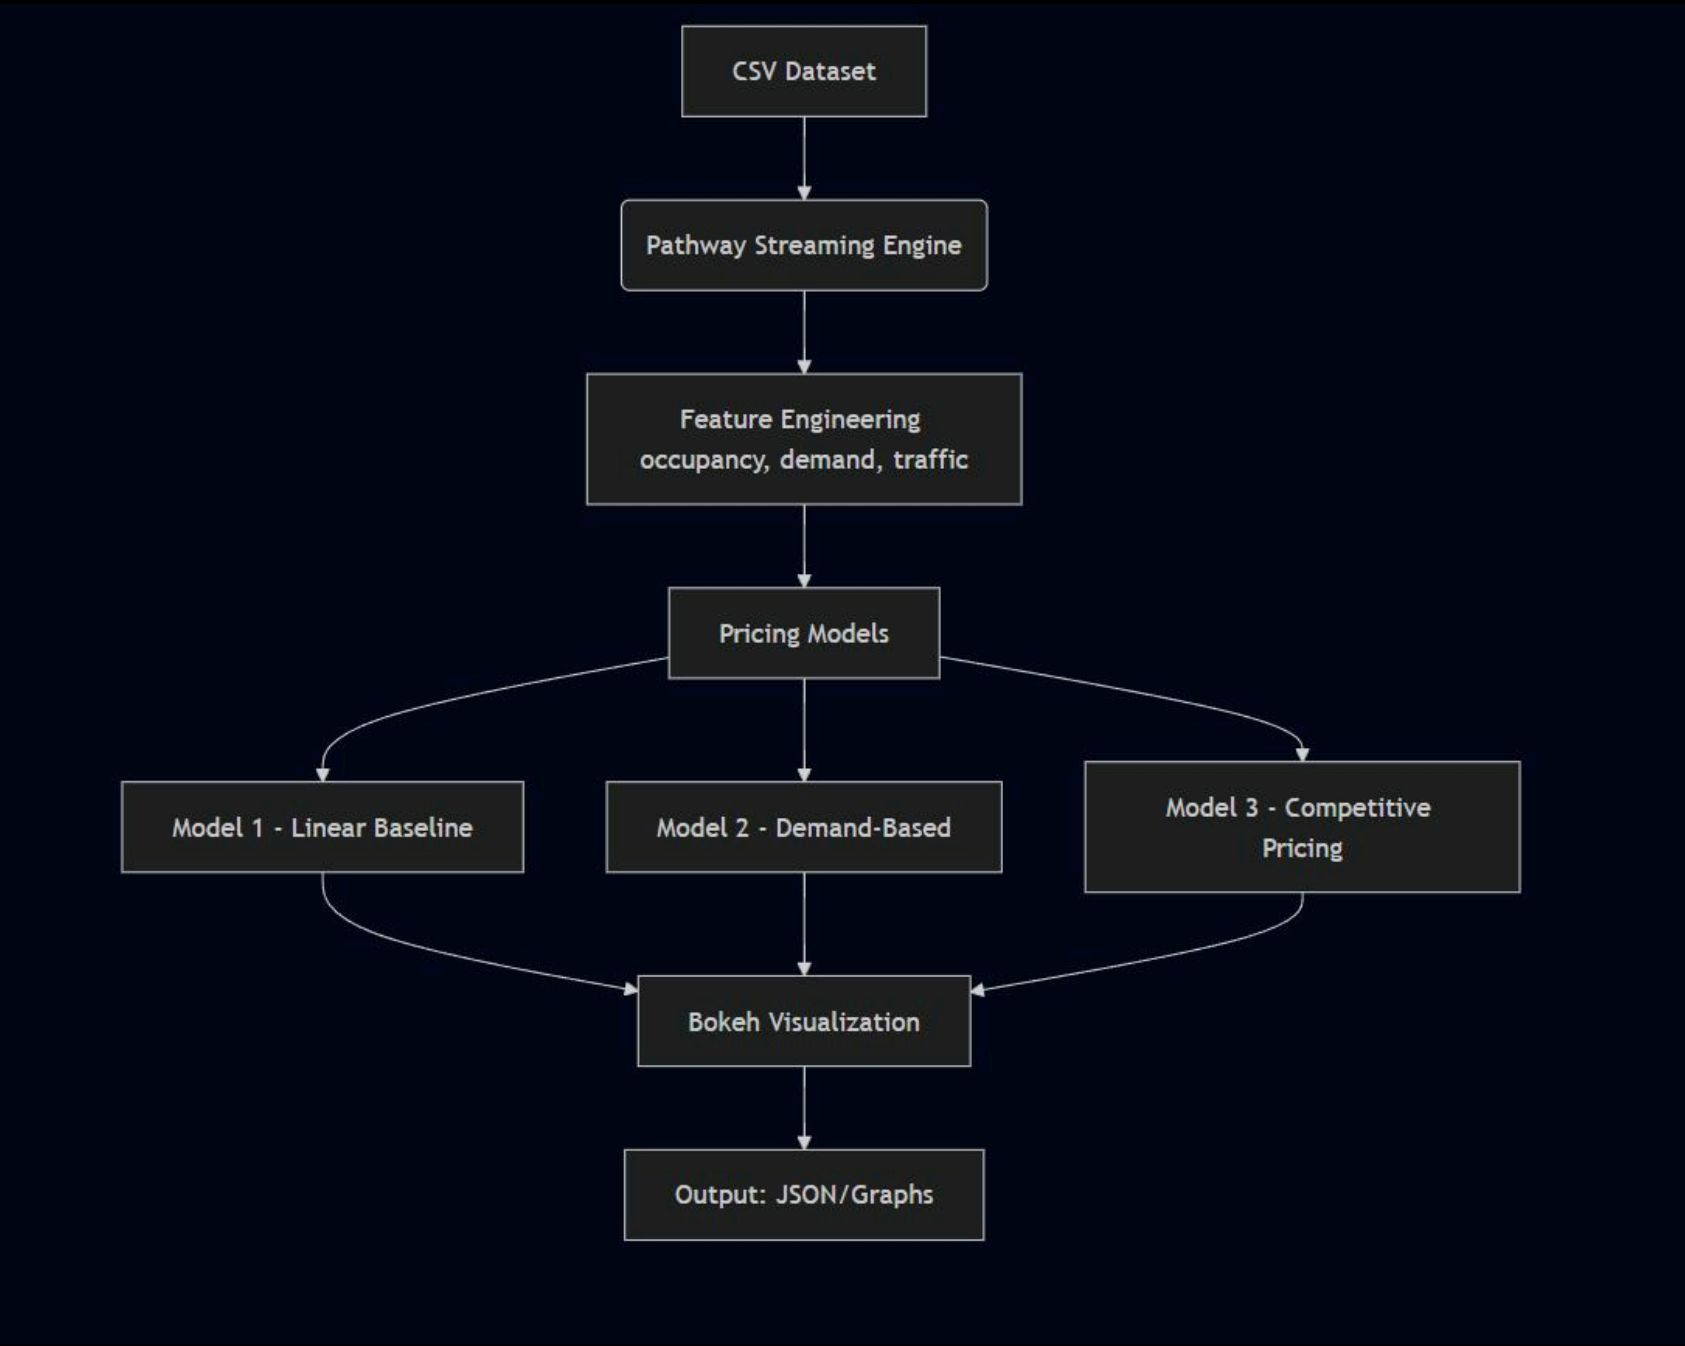 CSV Dataset
Pathway Streaming Engine
Feature Engineering
occupancy, demand, traffic
Pricing Models
Model 1 - Linear Baseline
Model 2 - Demand-Based
Model 3 - Competitive
Pricing
Bokeh Visualization
Output: JSON/Graphs